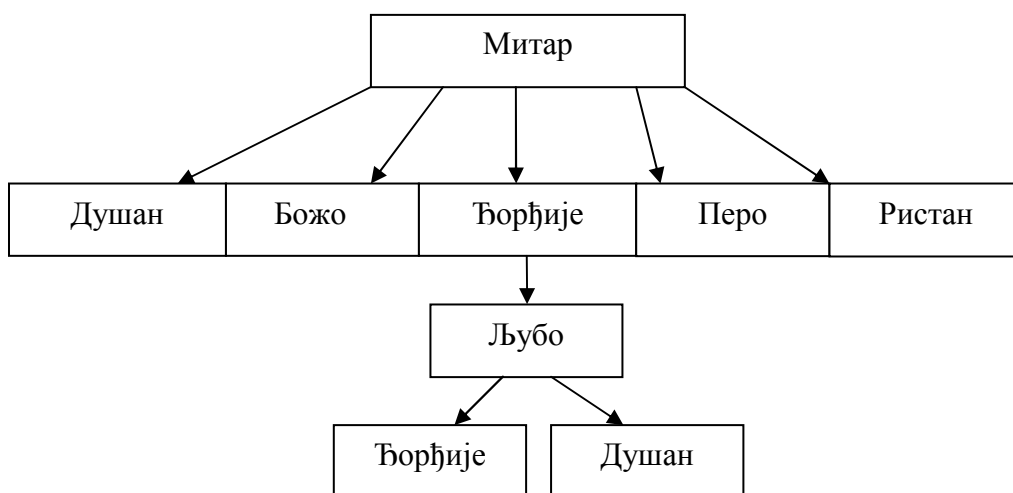 Митар
Душан
Божо
Ђорђије
Перо
Ристан
Љубо
Ђорђије
Душан